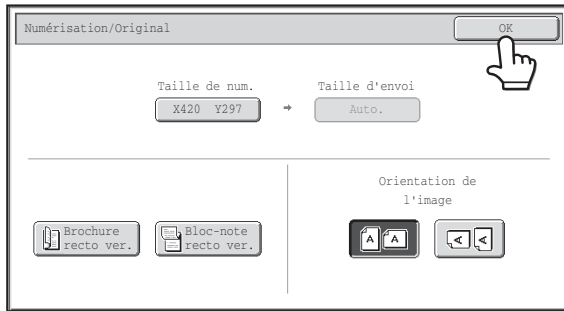 Numérisation/Original
OK
Taille de num.
Taille d'envoi
X420 Y297
Auto.
Orientation de
l'image
Brochure
recto ver.
Bloc-note
recto ver.
A A
A A